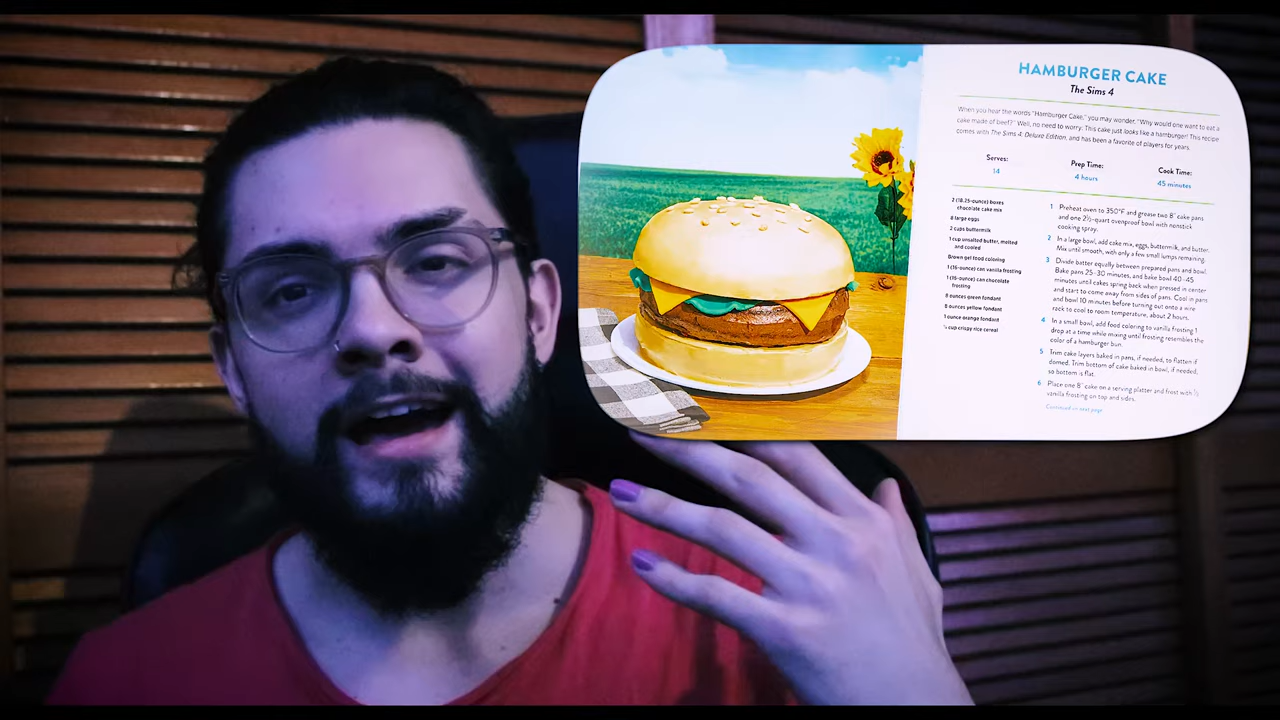 HAMBURGER CAKE
The Sims 4
When you hear the words "Hamburger Cake," you may wonder, "Why would one want to eat a
cake made of beef?" Well, no need to worry. This cake just looks like a hamburger! This recipe
comes with The Sims 4: Deluxe Edition, and has been a favorite of players for years.
Serves:
14
Prep Time:
4 hours
Cook Time:
45 minutes
2 (18.25-ounce) boxes
chocolate cake mix
8 large eggs
2 cups buttermilk
1 cup unsalted butter, melted
and cooled
Brown gel food coloring
1 (16-ounce) can vanilla frosting
1 (16-ounce) can chocolate
frosting
8 ounces green fondant
8 ounces yellow fondant
1 ounce orange fondant
cup crispy rice cereal
1 Preheat oven to 350°F and grease two 8" cake pans
and one 2½-quart ovenproof bowl with nonstick
cooking spray.
2 In a large bowl, add cake mix, eggs, buttermilk, and butter.
Mix until smooth, with only a few small lumps remaining.
3 Divide batter equally between prepared pans and bowl.
Bake pans 25–30 minutes, and bake bowl 40–45
minutes until cakes spring back when pressed in center
and start to come away from sides of pans. Cool in pans
and bowl 10 minutes before turning out onto a wire
rack to cool to room temperature, about 2 hours.
4 In a small bowl, add food coloring to vanilla frosting 1
drop at a time while mixing until frosting resembles the
color of a hamburger bun.
5 Trim cake layers baked in pans, if needed, to flatten if
domed. Trim bottom of cake baked in bowl, if needed,
so bottom is flat.
6 Place one 8" cake on a serving platter and frost with
vanilla frosting on top and sides.
Continued on next page